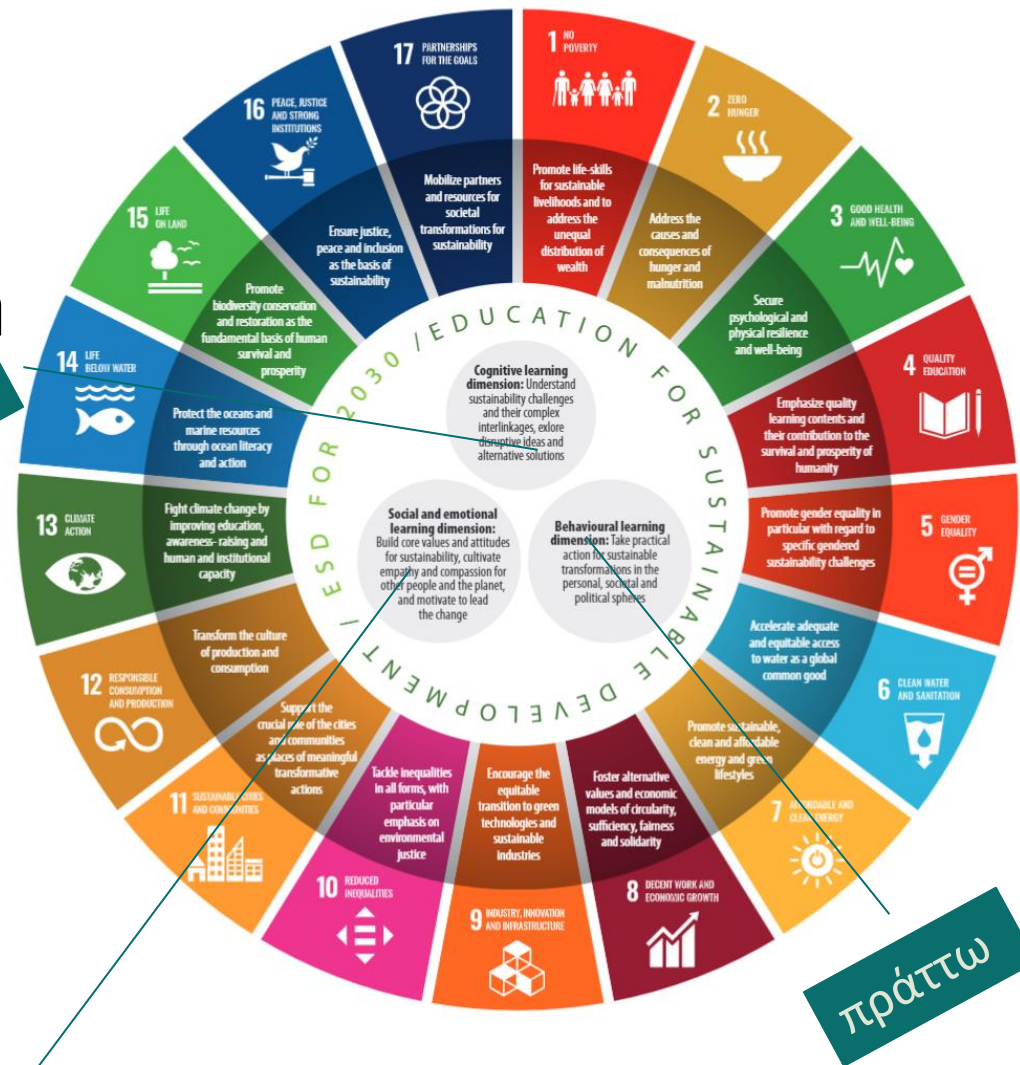 1 NO
POVERTY
Promote life-skills
for sustainable
livelihoods and to
address the
unequal
distribution of
wealth
2 ZERO
HUNGER
Address the
causes and
consequences of
hunger and
malnutrition
3 GOOD HEALTH
AND WELL-BEING
Secure
psychological and
physical resilience
and well-being
4 QUALITY
EDUCATION
Emphasize quality
learning contents and
their contribution to the
survival and prosperity of
humanity
5 GENDER
EQUALITY
Promote gender equality in
particular with regard to
specific gendered
sustainability challenges
6 CLEAN WATER
AND SANITATION
Accelerate adequate
and equitable access
to water as a global
common good
7 AFFORDABLE AND
CLEAN ENERGY
Promote sustainable,
clean and affordable
energy and green
lifestyles
8 DECENT WORK AND
ECONOMIC GROWTH
Foster alternative
values and economic
models of circularity,
sufficiency, fairness
and solidarity
9 INDUSTRY, INNOVATION
AND INFRASTRUCTURE
Encourage the
equitable
transition to green
technologies and
sustainable
industries
10 REDUCED
INEQUALITIES
Tackle inequalities
in all forms, with
particular
emphasis on
environmental
justice
11 SUSTAINABLE CITIES
AND COMMUNITIES
Support the
crucial role of the cities
and communities
as places of meaningful
transformative
actions
12 RESPONSIBLE
CONSUMPTION
AND PRODUCTION
Transform the culture
of production and
consumption
13 CLIMATE
ACTION
Fight climate change by
improving education,
awareness- raising and
human and institutional
capacity
14 LIFE
BELOW WATER
Protect the oceans and
marine resources
through ocean literacy
and action
15 LIFE
ON LAND
Promote
biodiversity conservation
and restoration as the
fundamental basis of human
survival and
prosperity
16 PEACE, JUSTICE
AND STRONG
INSTITUTIONS
Ensure justice,
peace and inclusion
as the basis of
sustainability
17 PARTNERSHIPS
FOR THE GOALS
Mobilize partners
and resources for
societal
transformations for
sustainability
/ ESD FOR 2030 / EDUCATION FOR SUSTAINABLE DEVELOPMENT
Cognitive learning
dimension: Understand
sustainability challenges
and their complex
interlinkages, exlore
disruptive ideas and
alternative solutions
Social and emotional
learning dimension:
Build core values and attitudes
for sustainability, cultivate
empathy and compassion for
other people and the planet,
and motivate to lead
the change
Behavioural learning
dimension: Take practical
action for sustainable
transformations in the
personal, societal and
political spheres
πράττω